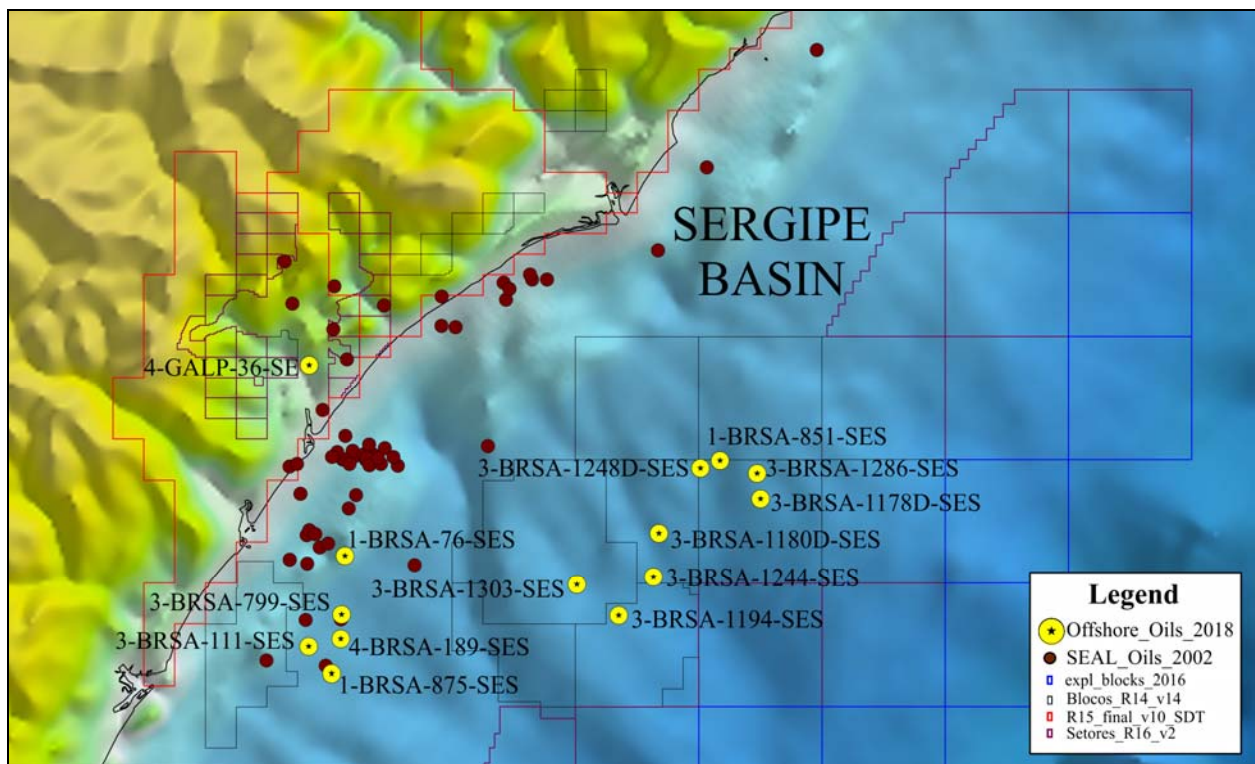 SERGIPE
BASIN
4-GALP-36-SE
1-BRSA-851-SES
3-BRSA-1248D-SES
3-BRSA-1286-SES
3-BRSA-1178D-SES
1-BRSA-76-SES
3-BRSA-1180D-SES
3-BRSA-1303-SES
3-BRSA-1244-SES
3-BRSA-799-SES
3-BRSA-1194-SES
3-BRSA-111-SES
4-BRSA-189-SES
1-BRSA-875-SES
Legend
Offshore_Oils_2018
SEAL_Oils_2002
expl_blocks_2016
Blocos_R14_v14
R15_final_v10_SDT
Setores_R16_v2